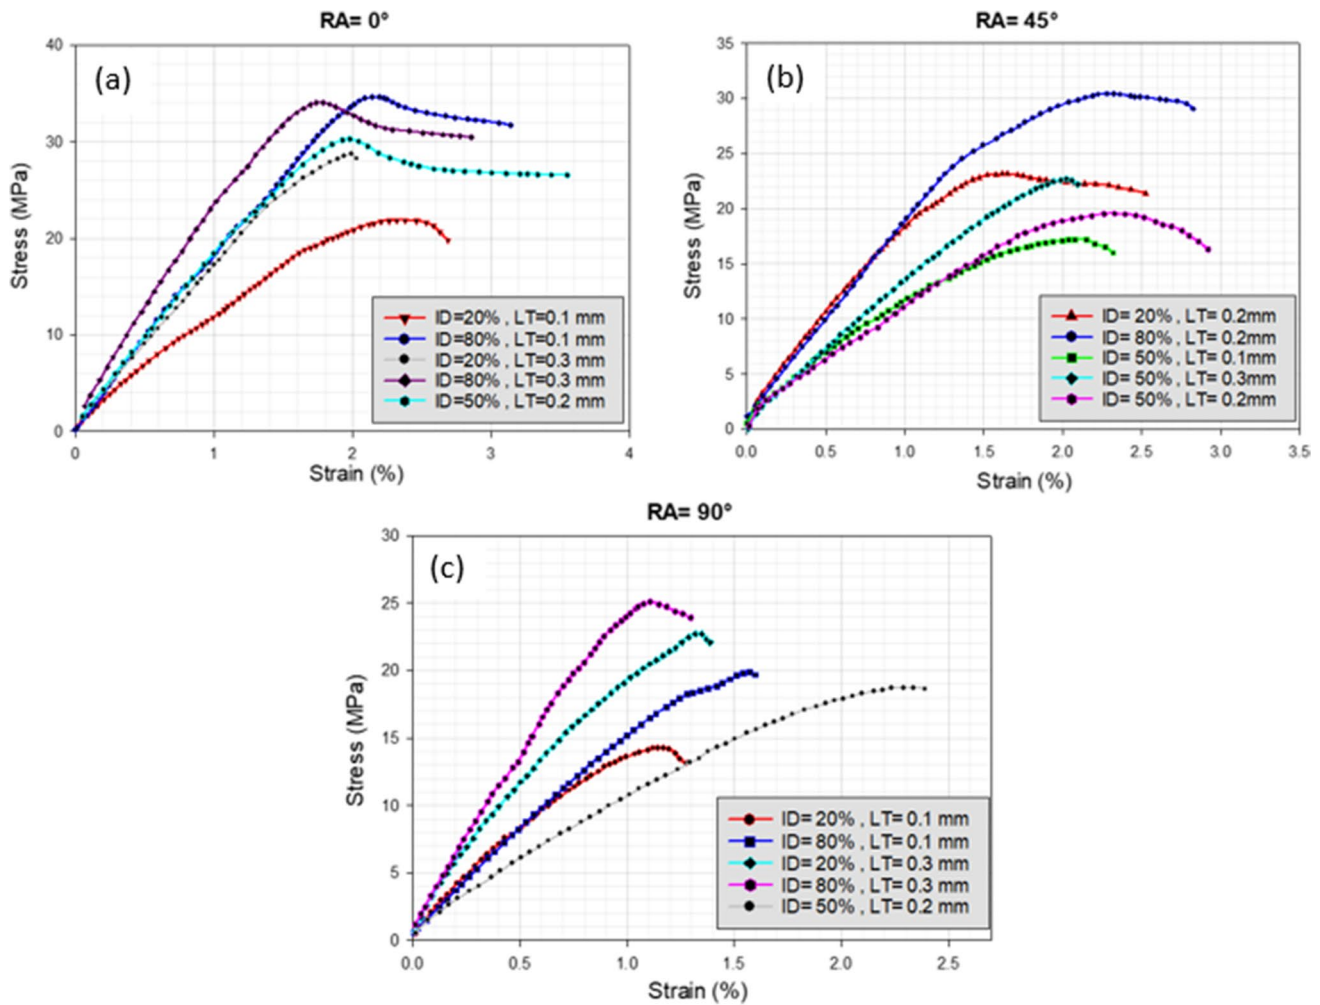 RA= 0°
(a)
40
30
20
10
0
Stress (MPa)
0 1 2 3 4
Strain (%)
ID=20% , LT=0.1 mm
ID=80% , LT=0.1 mm
ID=20% , LT=0.3 mm
ID=80% , LT=0.3 mm
ID=50% , LT=0.2 mm
RA= 45°
(b)
35
30
25
20
15
10
5
0
Stress (MPa)
0.0 0.5 1.0 1.5 2.0 2.5 3.0 3.5
Strain (%)
ID= 20% , LT= 0.2mm
ID= 80% , LT= 0.2mm
ID= 50% , LT= 0.1mm
ID= 50% , LT= 0.3mm
ID= 50% , LT= 0.2mm
RA= 90°
(c)
30
25
20
15
10
5
0
Stress (MPa)
0.0 0.5 1.0 1.5 2.0 2.5
Strain (%)
ID= 20% , LT= 0.1 mm
ID= 80% , LT= 0.1 mm
ID= 20% , LT= 0.3 mm
ID= 80% , LT= 0.3 mm
ID= 50% , LT= 0.2 mm